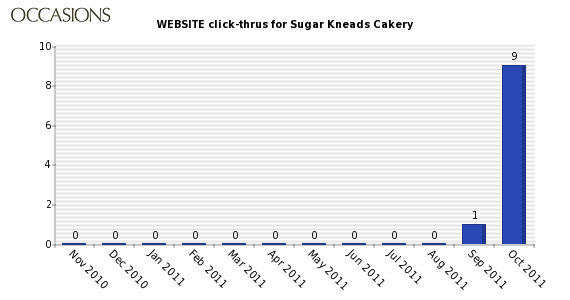 OCCASIONS
WEBSITE click-thrus for Sugar Kneads Cakery
10
8
6
4
2
0
0 0 0 0 0 0 0 0 0 0 1 9
Nov 2010 Dec 2010 Jan 2011 Feb 2011 Mar 2011 Apr 2011 May 2011 Jun 2011 Jul 2011 Aug 2011 Sep 2011 Oct 2011